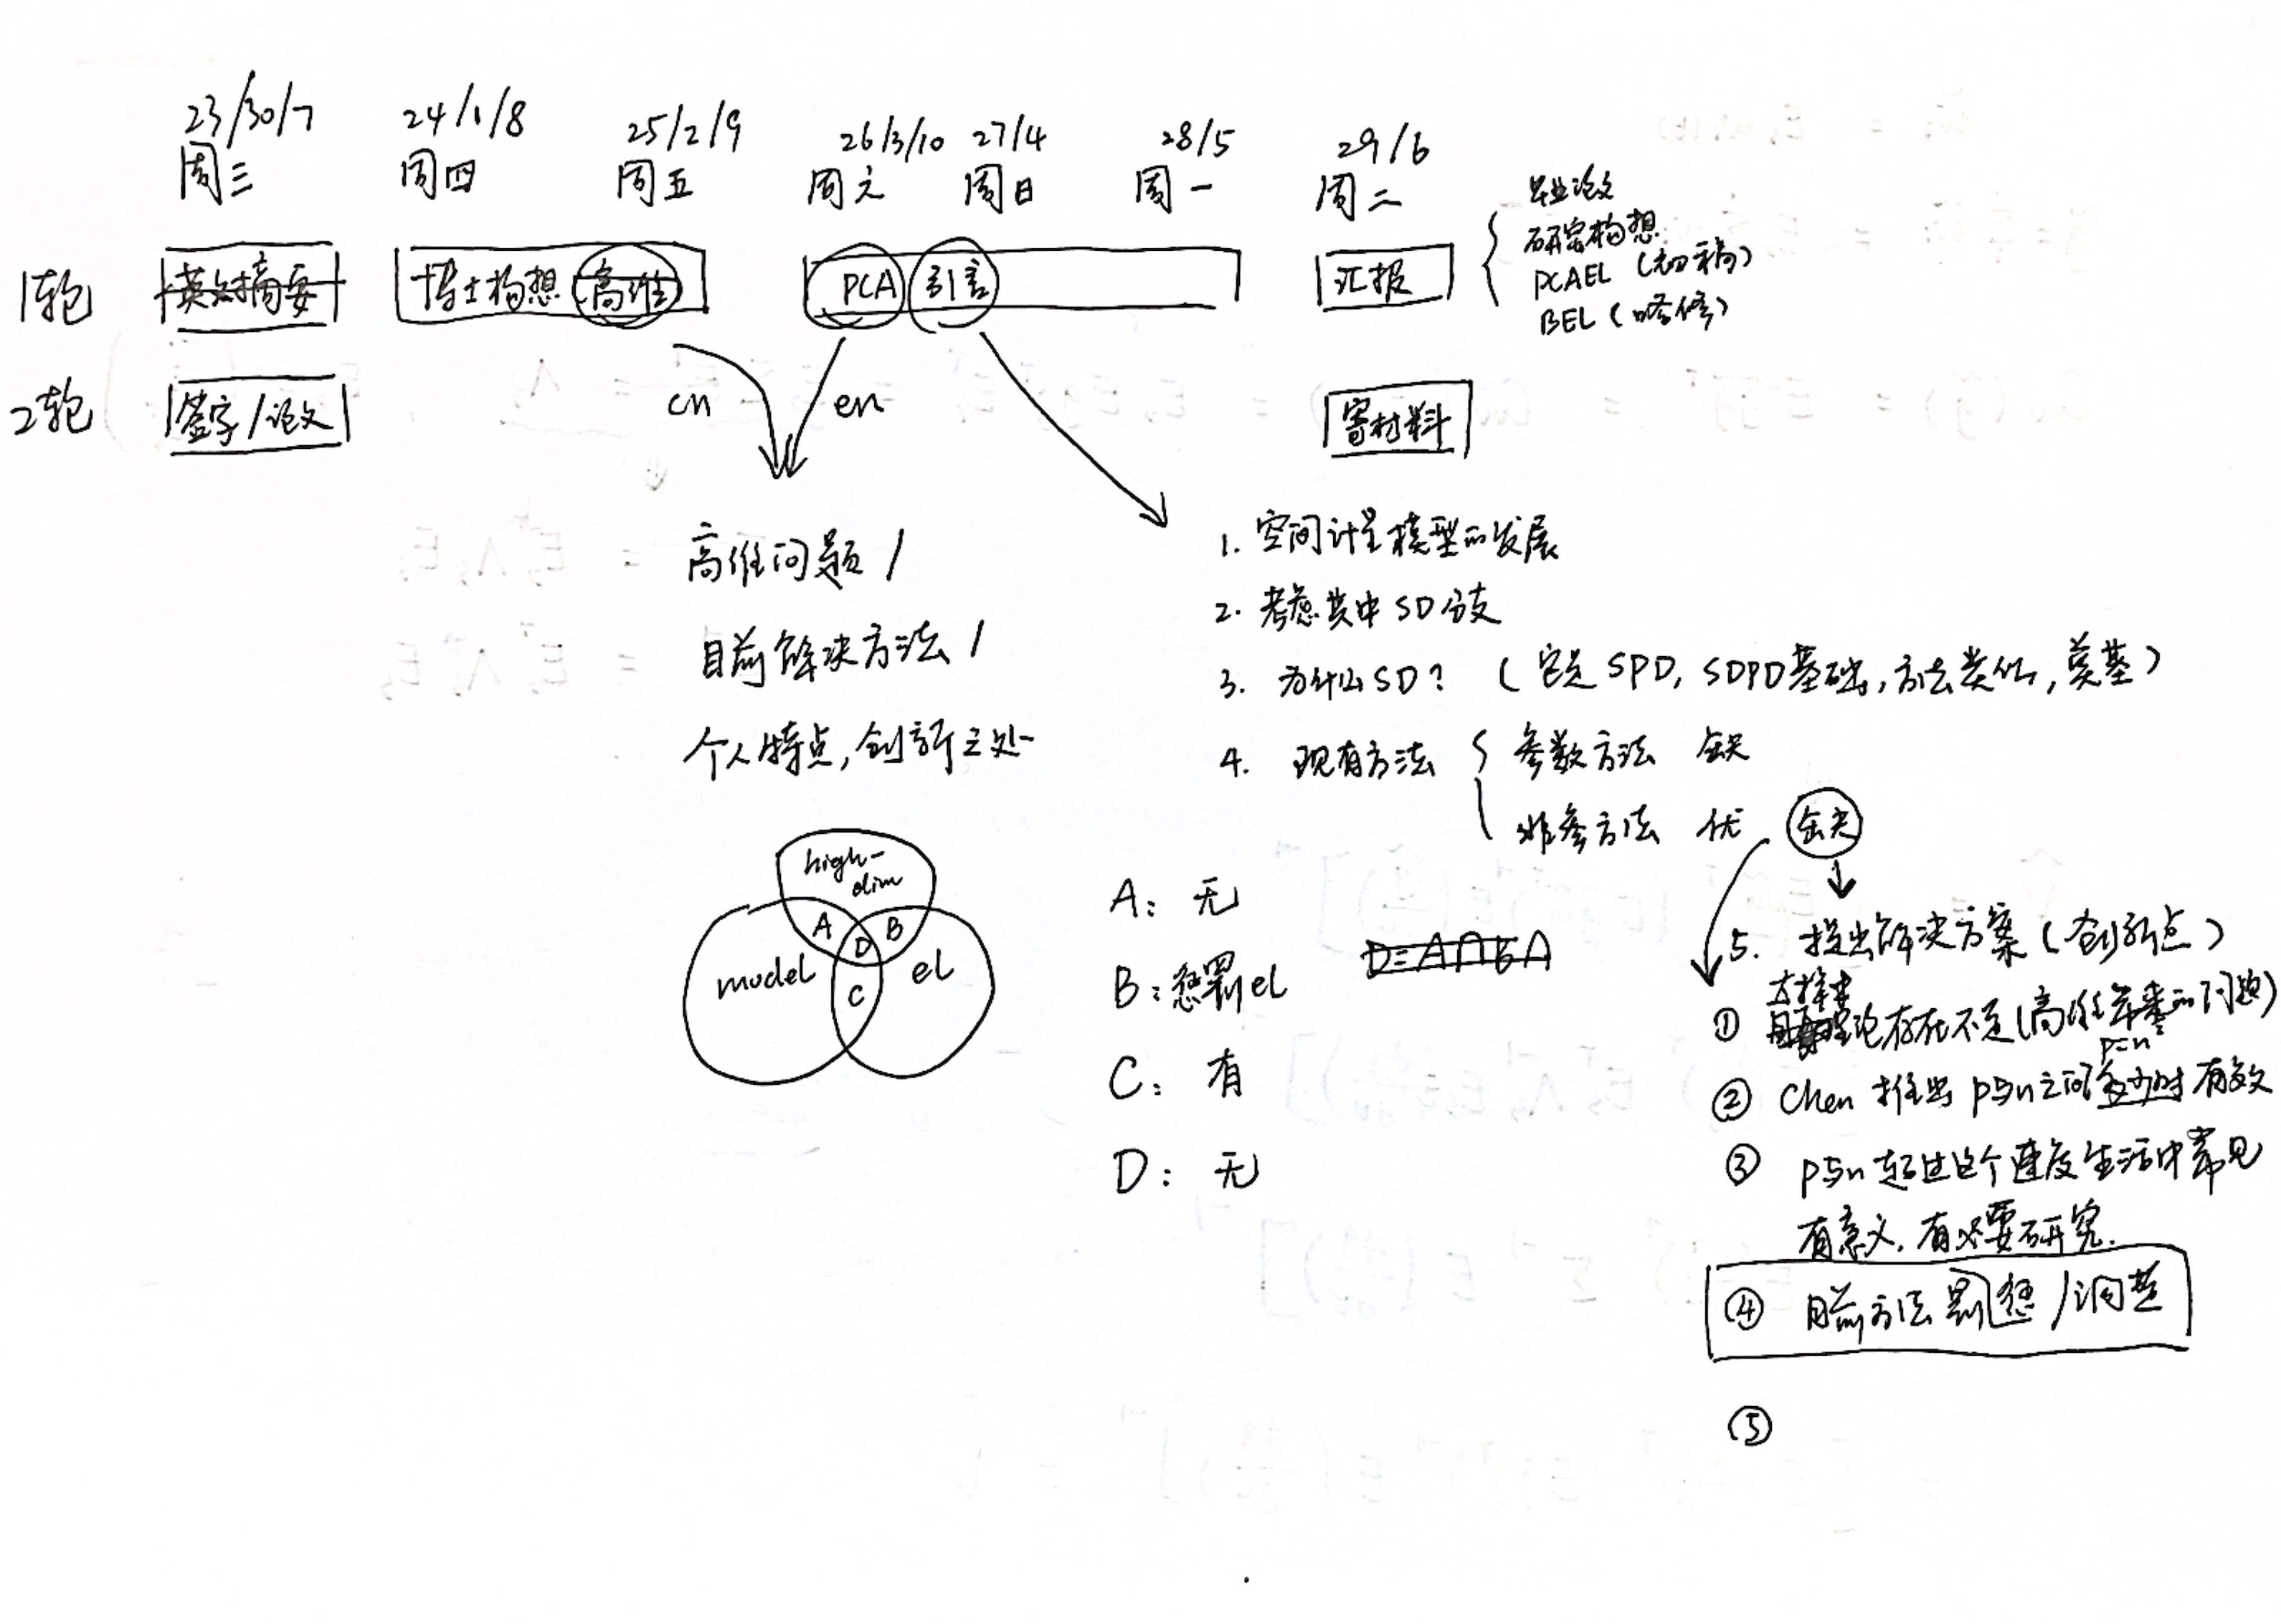 23/30/7 24/1/8 25/2/9 26/3/10 27/4 28/5 29/6
周三 周四 周五 周六 周日 周一 周二
1轮 英文摘要 博士构想 高维 PCA 引言 汇报
毕业论文
研究构想
PCAEL（初稿）
BEL（略修）
2轮 签字/论文 cn en 寄材料
高维问题/
目前解决方法/
个人特点,创新之处
1. 空间计量模型的发展
2. 考虑其中SD分支
3. 为什么SD?（它是SPD, SDPD基础,方法类似,奠基）
4. 现有方法 参数方法 缺
非参方法 优 缺
high-
dim
A D B
model C el
A: 无
B: 惩罚el
C: 有
D: 无
D=A∩B∩
5. 提出解决方案（创新点）
大样本
① 理论存在不足(高维带来的问题)
p=n
② Chen 推出 p与n之间多少时有效
③ p与n超过这个速度生活中常见
有意义,有必要研究.
④ 目前方法 罚惩/调整
⑤